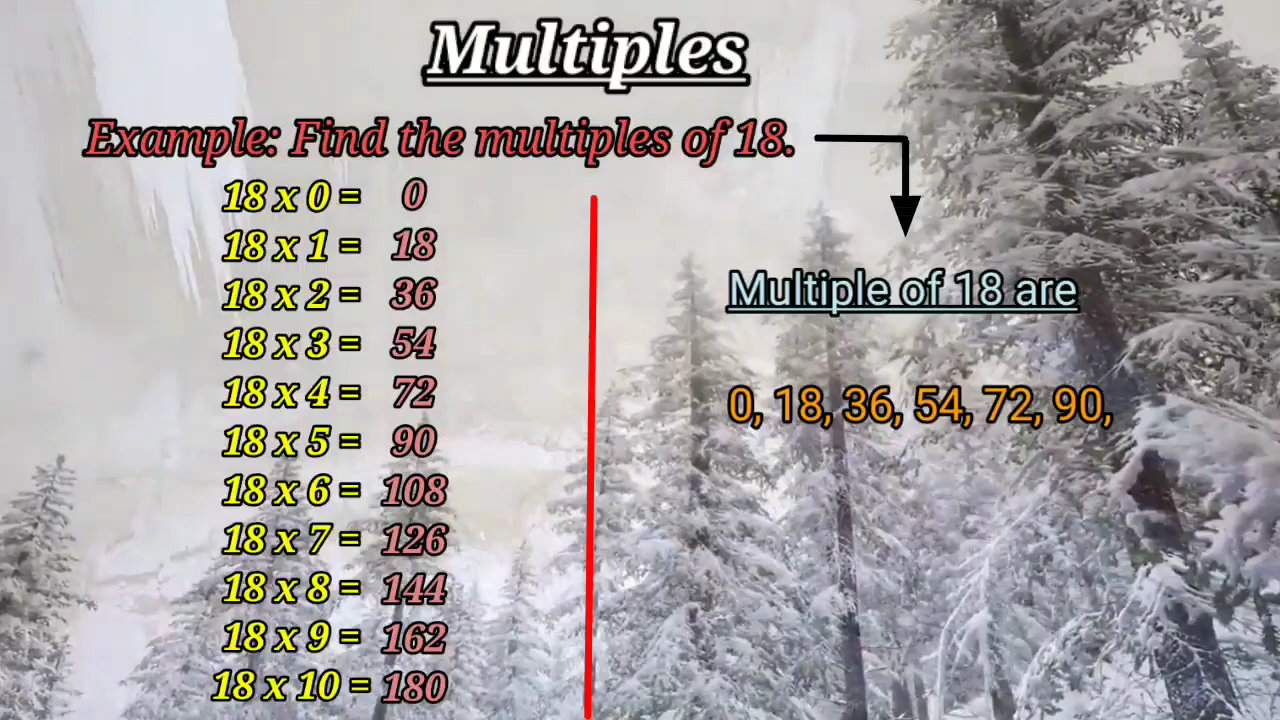 Multiples
Example: Find the multiples of 18.
18 x 0 = 0
18 x 1 = 18
18 x 2 = 36
18 x 3 = 54
18 x 4 = 72
18 x 5 = 90
18 x 6 = 108
18 x 7 = 126
18 x 8 = 144
18 x 9 = 162
18 x 10 = 180
Multiple of 18 are
0, 18, 36, 54, 72, 90,